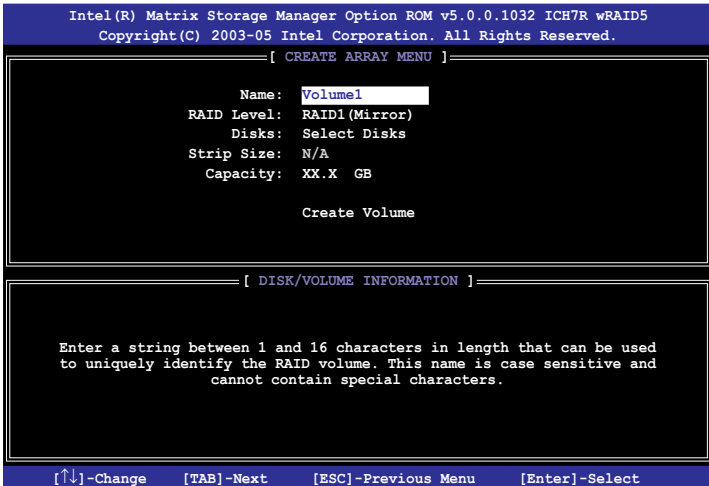 Intel(R) Matrix Storage Manager Option ROM v5.0.0.1032 ICH7R wRAID5
Copyright(C) 2003-05 Intel Corporation. All Rights Reserved.
[ CREATE ARRAY MENU ]
Name: Volume1
RAID Level: RAID1(Mirror)
Disks: Select Disks
Strip Size: N/A
Capacity: XX.X GB
Create Volume
[ DISK/VOLUME INFORMATION ]
Enter a string between 1 and 16 characters in length that can be used
to uniquely identify the RAID volume. This name is case sensitive and
cannot contain special characters.
[↑↓]-Change [TAB]-Next [ESC]-Previous Menu [Enter]-Select